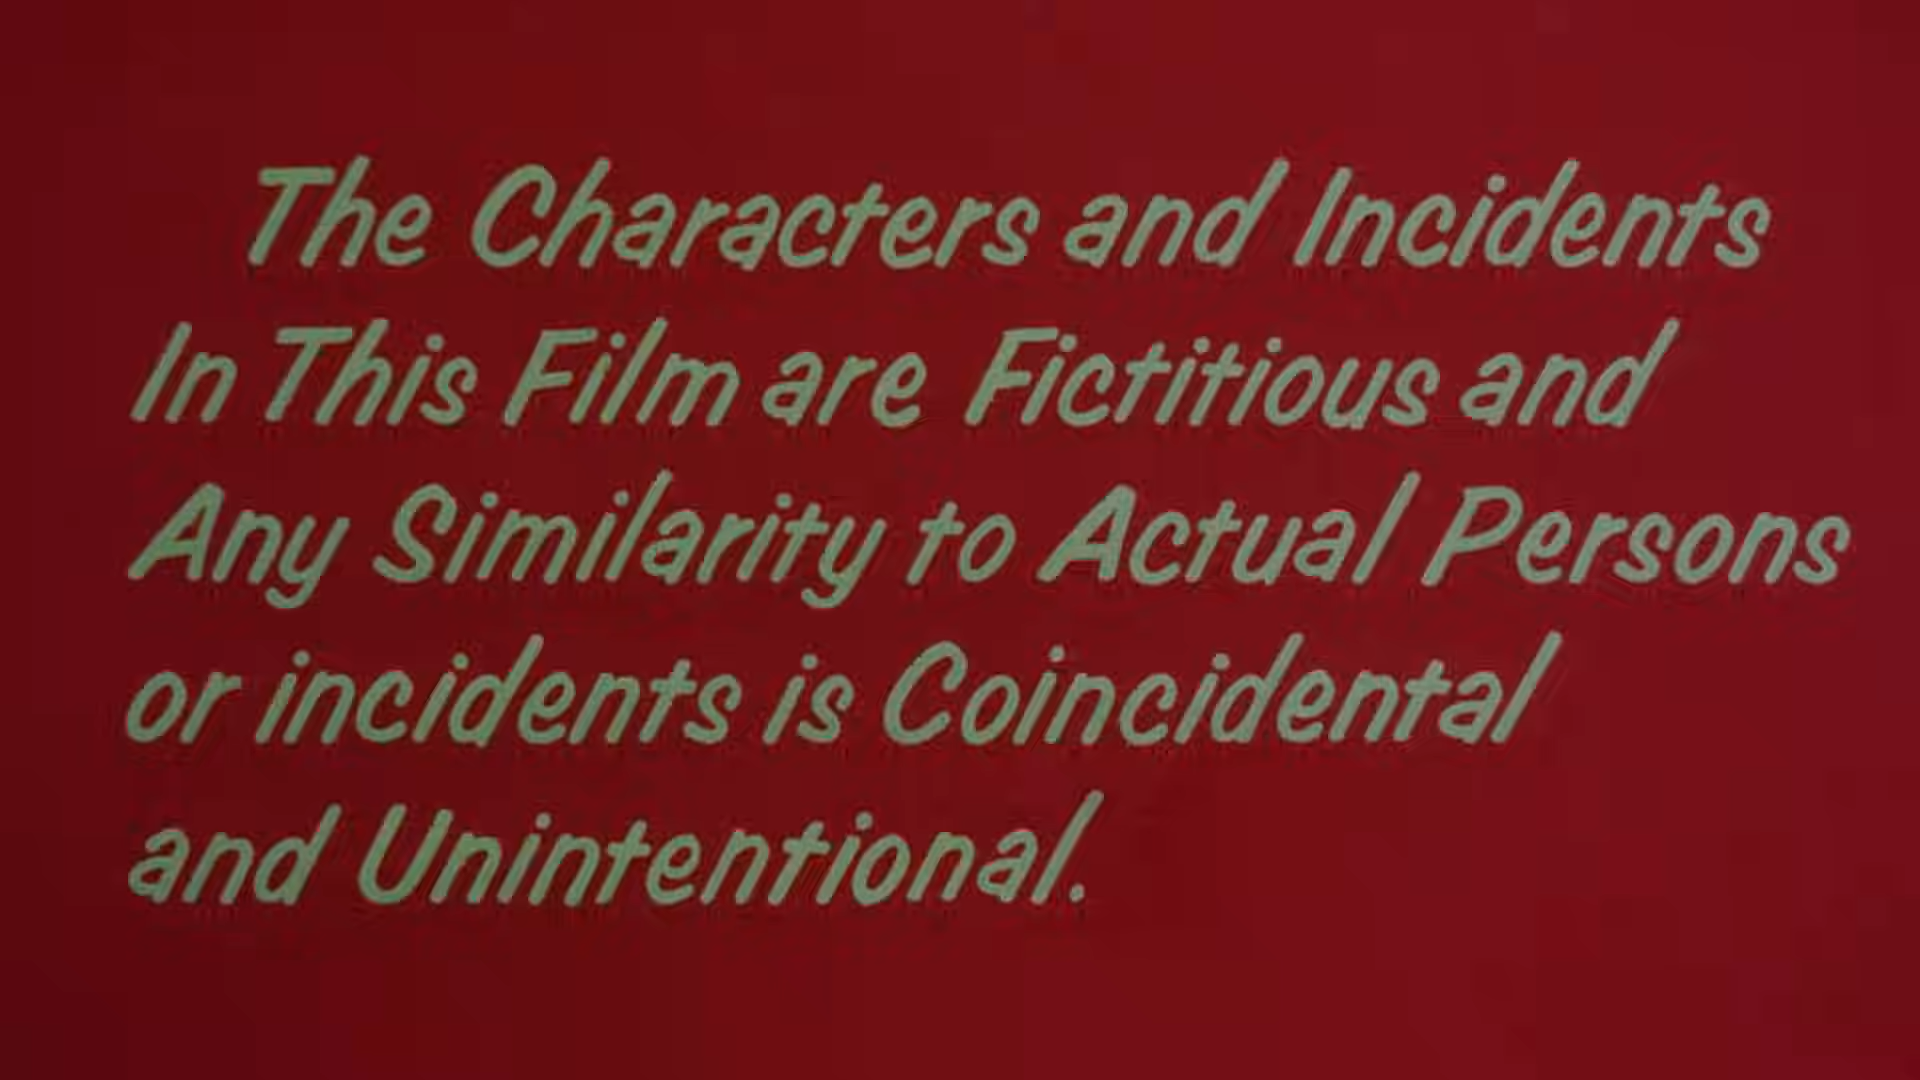 The Characters and Incidents
In This Film are Fictitious and
Any Similarity to Actual Persons
or incidents is Coincidental
and Unintentional.